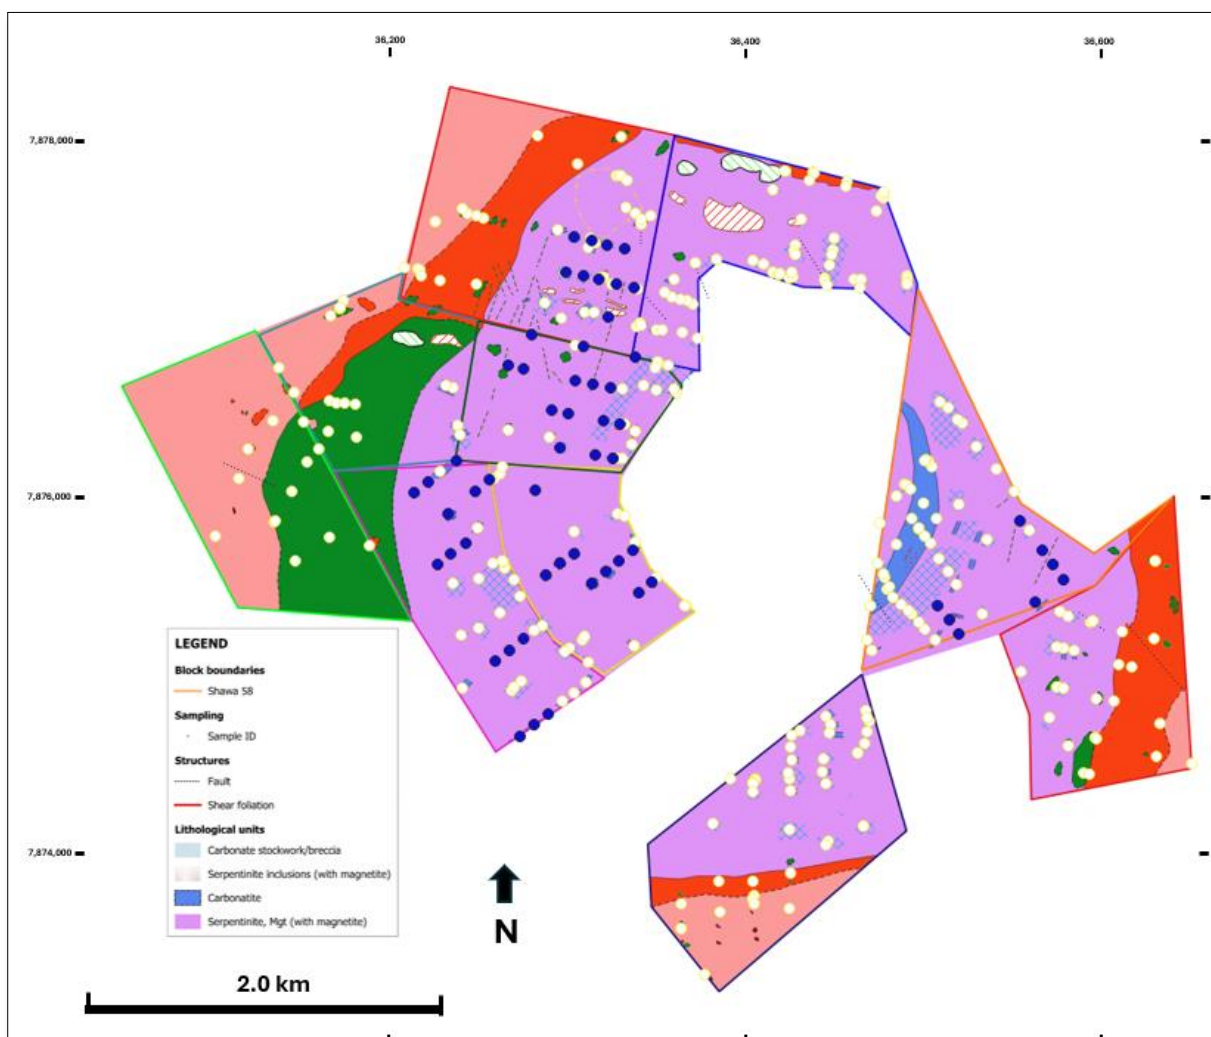 36,200
36,400
36,600
7,878,000
7,876,000
7,874,000
LEGEND
Block boundaries
Shawa 58
Sampling
Sample ID
Structures
Fault
Shear foliation
Lithological units
Carbonate stockwork/breccia
Serpentinite inclusions (with magnetite)
Carbonatite
Serpentinite, Mgt (with magnetite)
N
2.0 km